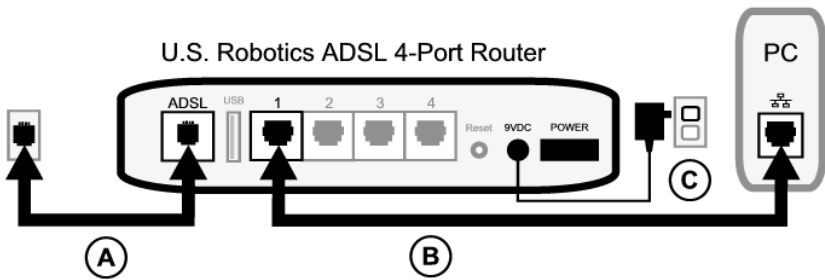 U.S. Robotics ADSL 4-Port Router
PC
ADSL
USB
1
2
3
4
Reset
9VDC
POWER
C
A
B